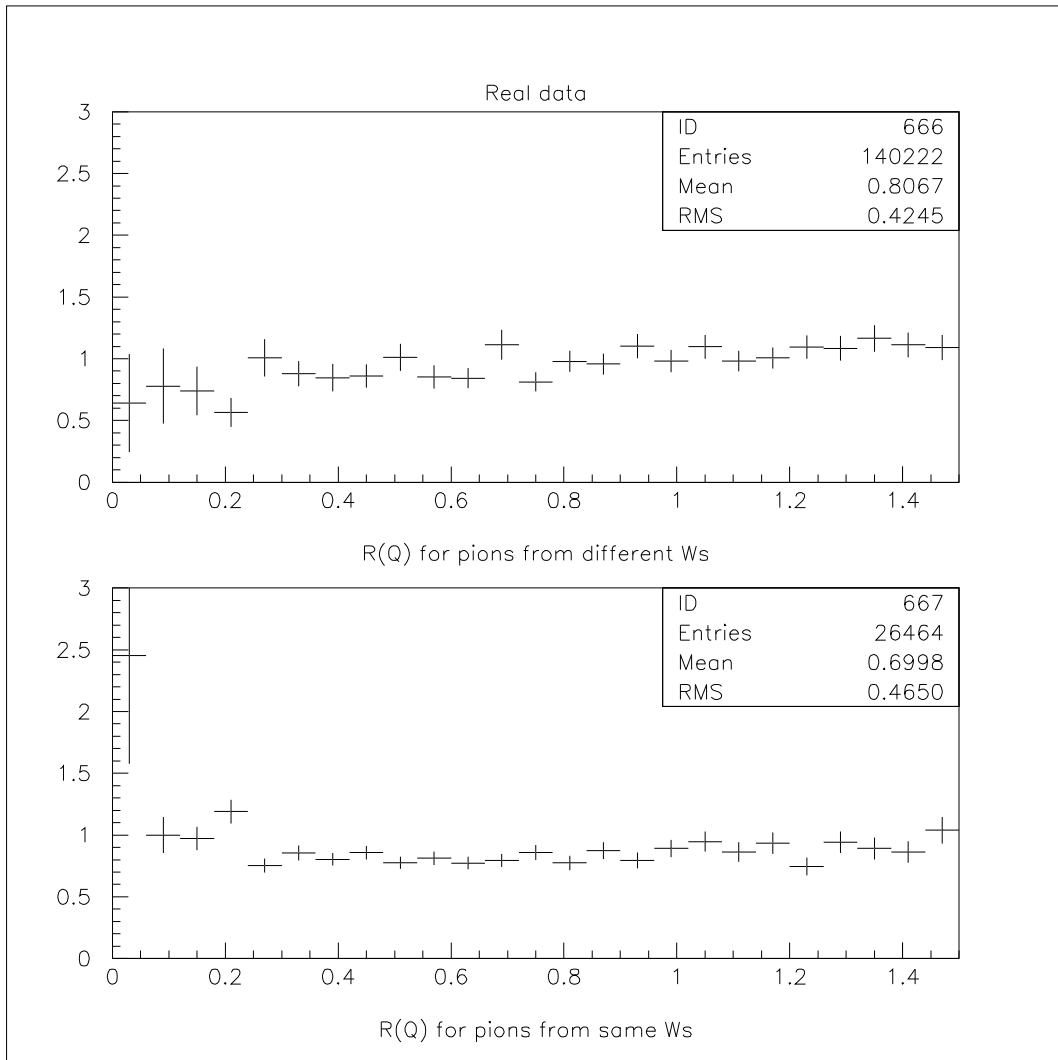 Real data
ID 666
Entries 140222
Mean 0.8067
RMS 0.4245
3
2.5
2
1.5
1
0.5
0
0 0.2 0.4 0.6 0.8 1 1.2 1.4
R(Q) for pions from different Ws
ID 667
Entries 26464
Mean 0.6998
RMS 0.4650
3
2.5
2
1.5
1
0.5
0
0 0.2 0.4 0.6 0.8 1 1.2 1.4
R(Q) for pions from same Ws